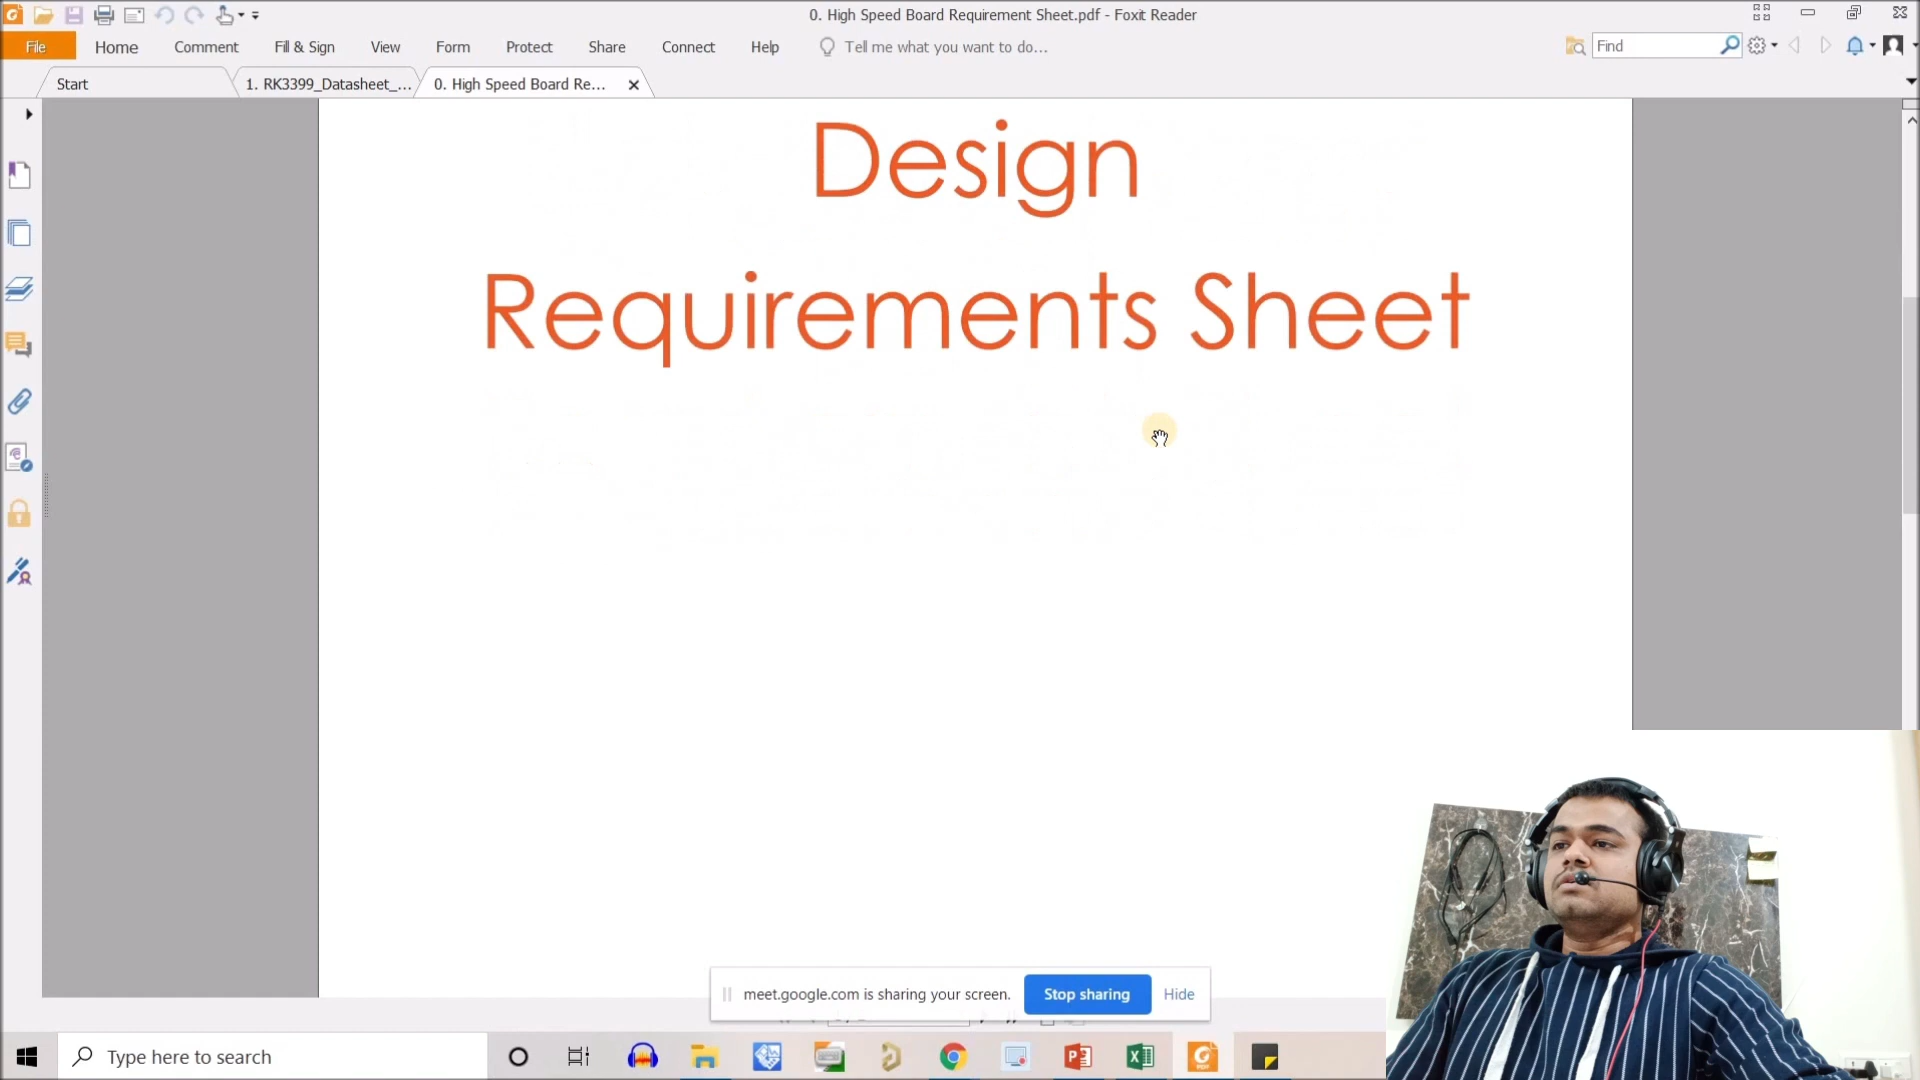 0. High Speed Board Requirement Sheet.pdf - Foxit Reader
File Home Comment Fill & Sign View Form Protect Share Connect Help Tell me what you want to do... Find
Start 1. RK3399_Datasheet_... 0. High Speed Board Re...
Design
Requirements Sheet
meet.google.com is sharing your screen. Stop sharing Hide
Type here to search